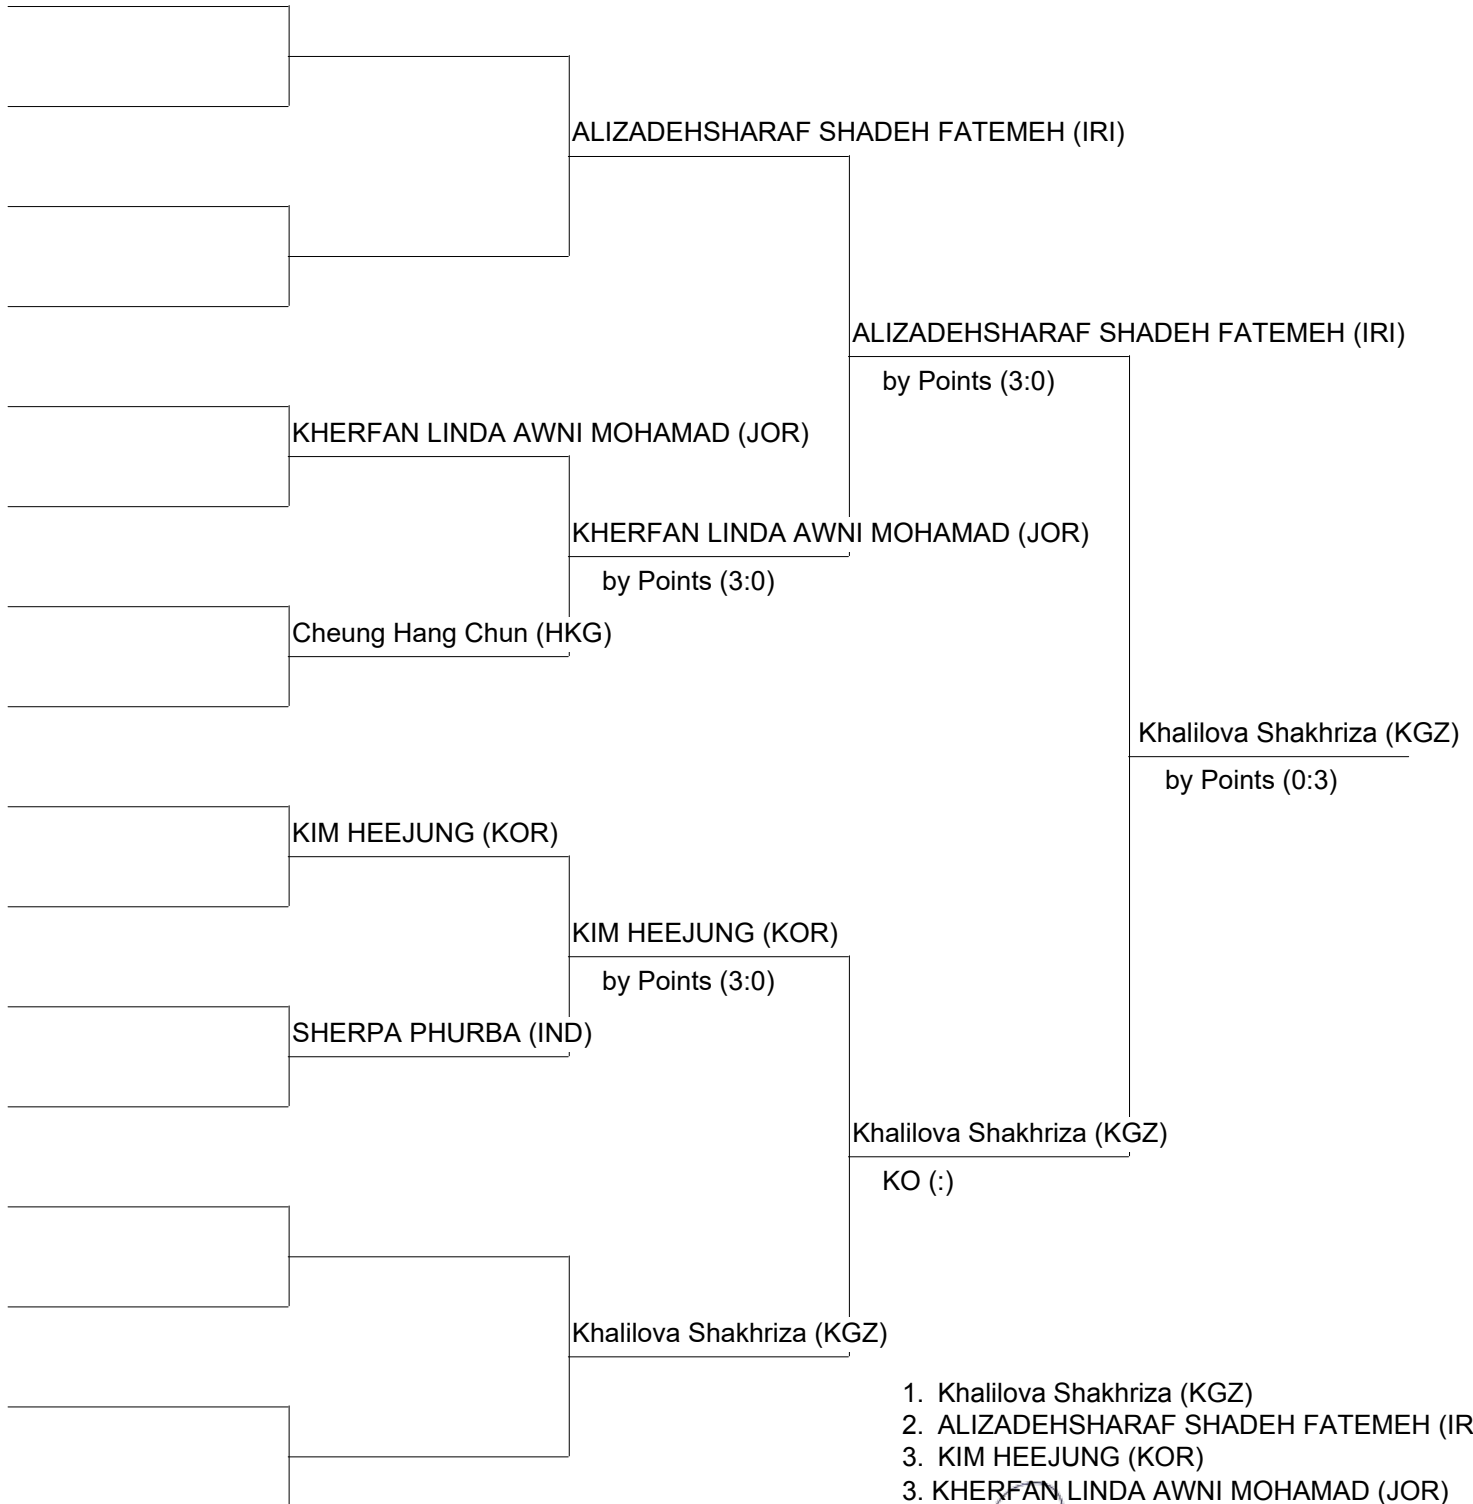 ALIZADEHSHARAF SHADEH FATEMEH (IRI)
ALIZADEHSHARAF SHADEH FATEMEH (IRI)
by Points (3:0)
KHERFAN LINDA AWNI MOHAMAD (JOR)
KHERFAN LINDA AWNI MOHAMAD (JOR)
by Points (3:0)
Cheung Hang Chun (HKG)
Khalilova Shakhriza (KGZ)
by Points (0:3)
KIM HEEJUNG (KOR)
KIM HEEJUNG (KOR)
by Points (3:0)
SHERPA PHURBA (IND)
Khalilova Shakhriza (KGZ)
KO (:)
Khalilova Shakhriza (KGZ)
1. Khalilova Shakhriza (KGZ)
2. ALIZADEHSHARAF SHADEH FATEMEH (IR
3. KIM HEEJUNG (KOR)
3. KHERFAN LINDA AWNI MOHAMAD (JOR)